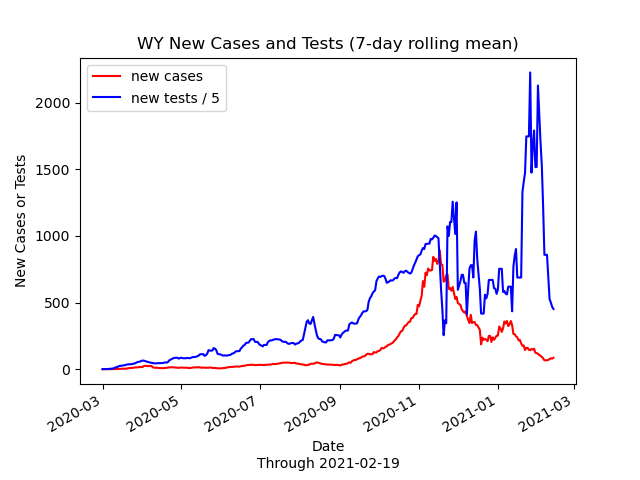 WY New Cases and Tests (7-day rolling mean)
new cases
new tests / 5
New Cases or Tests
2000
1500
1000
500
0
2020-03
2020-05
2020-07
2020-09
2020-11
2021-01
2021-03
Date
Through 2021-02-19